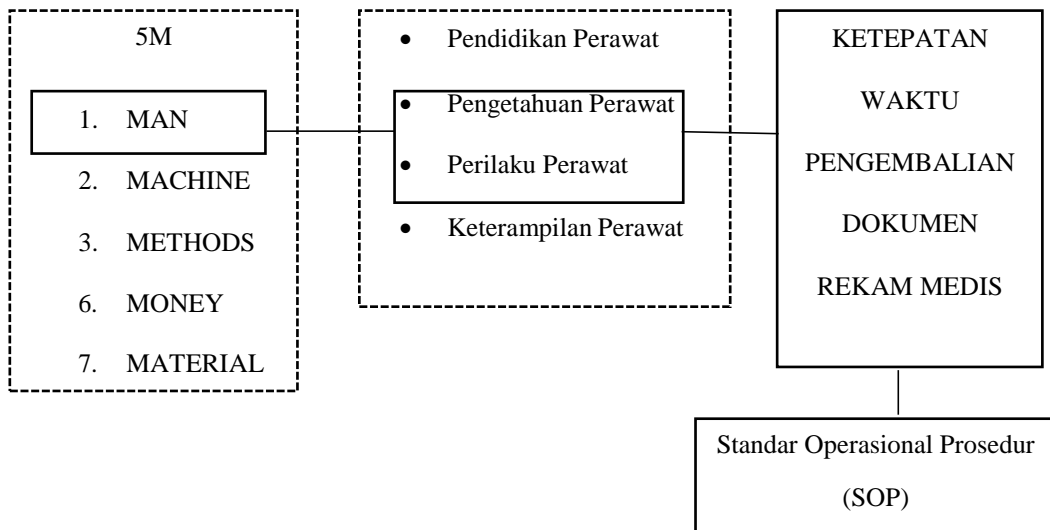 5M
1. MAN
2. MACHINE
3. METHODS
6. MONEY
7. MATERIAL
• Pendidikan Perawat
• Pengetahuan Perawat
• Perilaku Perawat
• Keterampilan Perawat
KETEPATAN
WAKTU
PENGEMBALIAN
DOKUMEN
REKAM MEDIS
Standar Operasional Prosedur
(SOP)